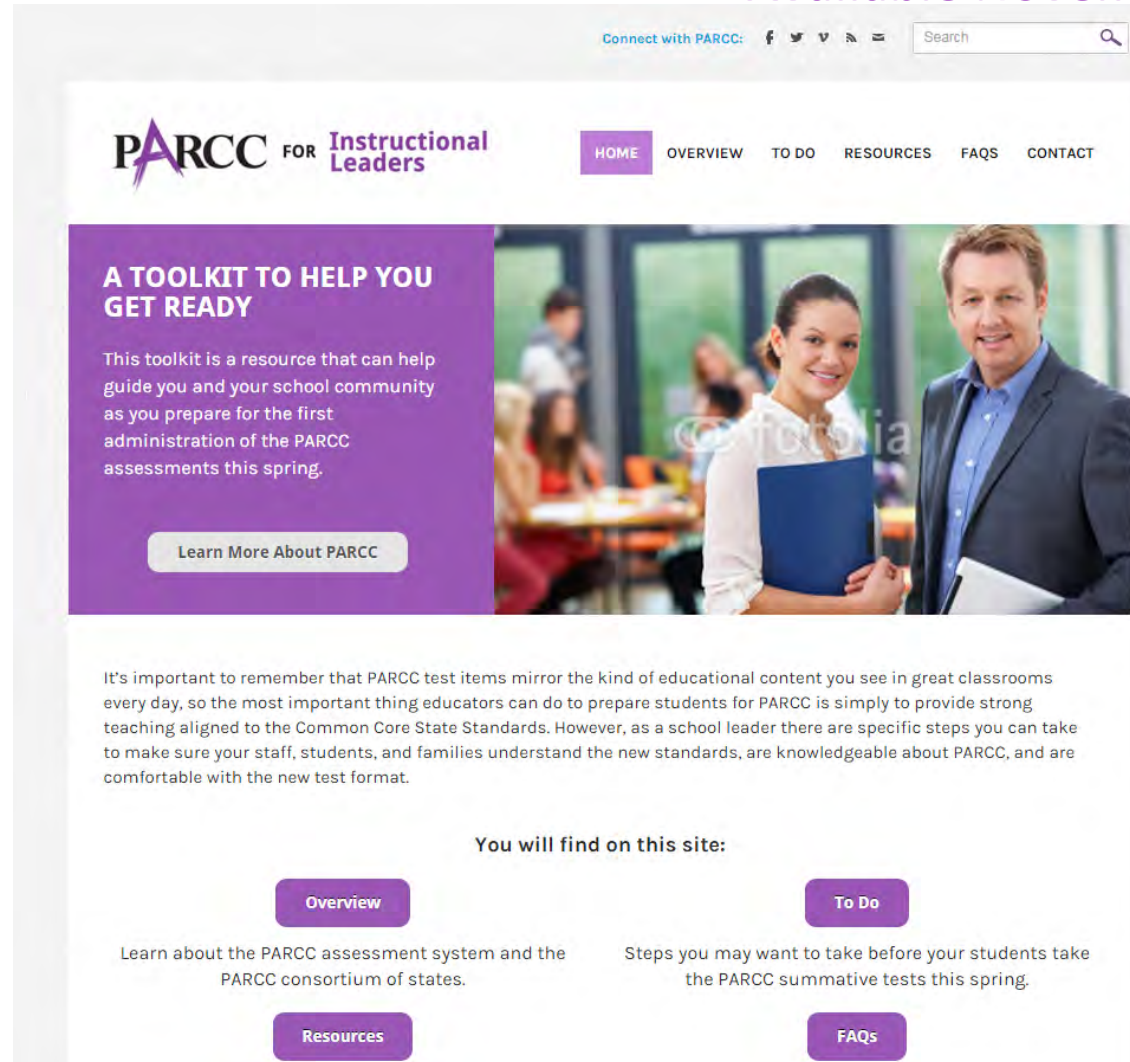 Connect with PARCC:
Search
PARCC FOR Instructional
Leaders
HOME OVERVIEW TO DO RESOURCES FAQS CONTACT
A TOOLKIT TO HELP YOU
GET READY
This toolkit is a resource that can help
guide you and your school community
as you prepare for the first
administration of the PARCC
assessments this spring.
Learn More About PARCC
fotolia
It's important to remember that PARCC test items mirror the kind of educational content you see in great classrooms
every day, so the most important thing educators can do to prepare students for PARCC is simply to provide strong
teaching aligned to the Common Core State Standards. However, as a school leader there are specific steps you can take
to make sure your staff, students, and families understand the new standards, are knowledgeable about PARCC, and are
comfortable with the new test format.
You will find on this site:
Overview
Learn about the PARCC assessment system and the
PARCC consortium of states.
To Do
Steps you may want to take before your students take
the PARCC summative tests this spring.
Resources
FAQs